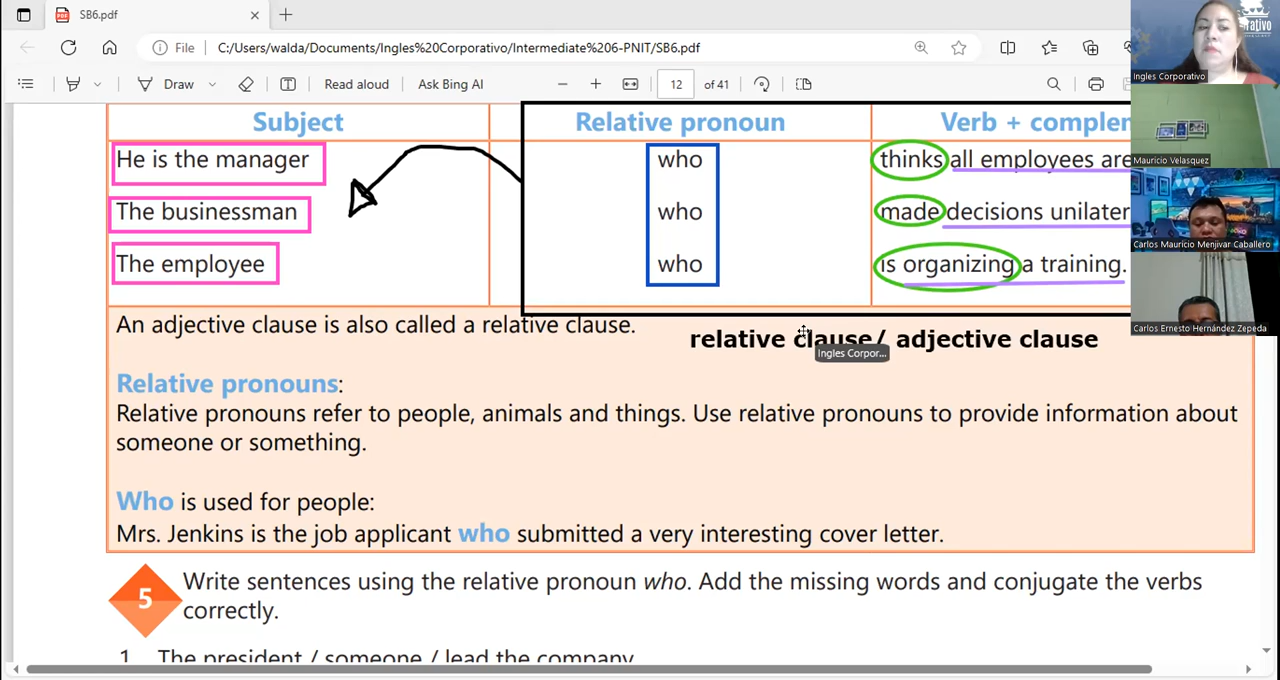 SB6.pdf
File C:/Users/walda/Documents/Ingles%20Corporativo/Intermediate%206-PNIT/SB6.pdf
Draw Read aloud Ask Bing AI 12 of 41
Ingles Corporativo
Mauricio Velasquez
Carlos Mauricio Menjivar Caballero
Carlos Ernesto Hernández Zepeda
Subject Relative pronoun Verb + complen
He is the manager who thinks all employees are
The businessman who made decisions unilater
The employee who is organizing a training.
An adjective clause is also called a relative clause.
relative clause/ adjective clause
Ingles Corpor...
Relative pronouns:
Relative pronouns refer to people, animals and things. Use relative pronouns to provide information about
someone or something.
Who is used for people:
Mrs. Jenkins is the job applicant who submitted a very interesting cover letter.
5 Write sentences using the relative pronoun who. Add the missing words and conjugate the verbs
correctly.
1. The president / someone / lead the company